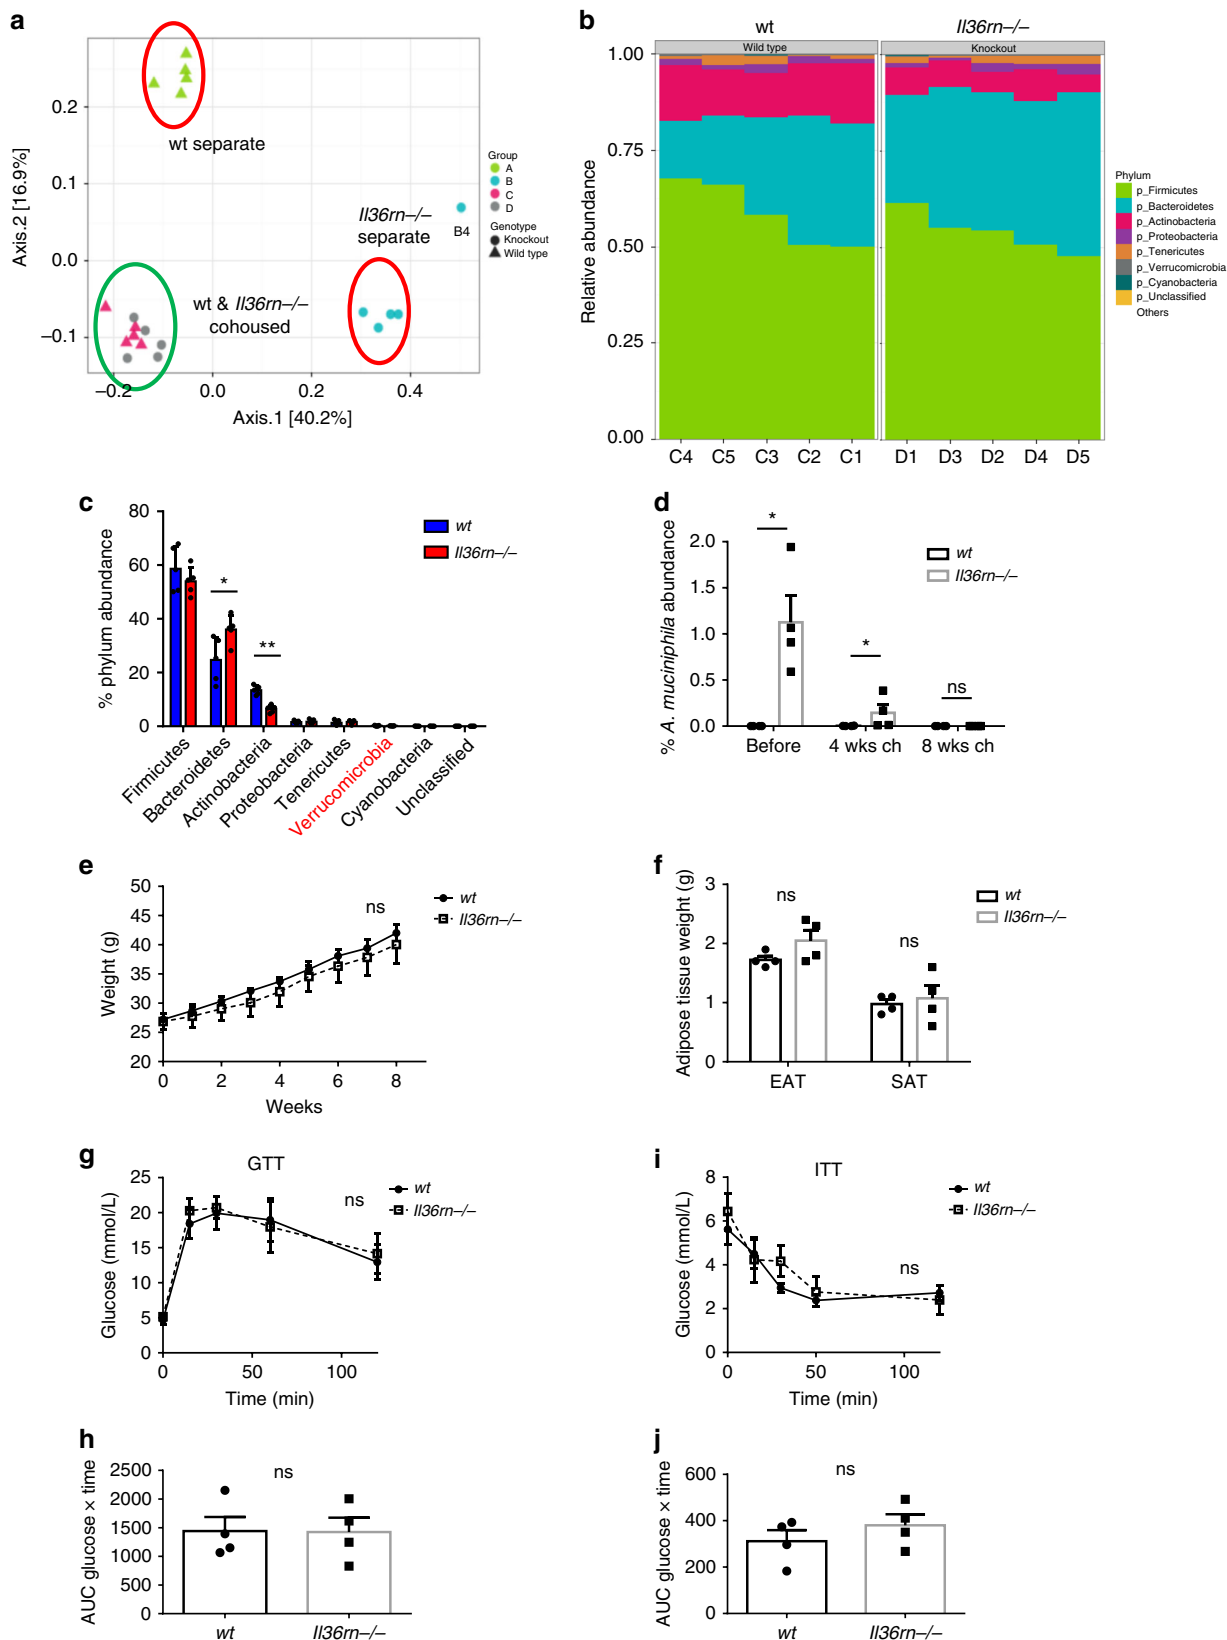 a
Axis.2 [16.9%]
0.2
0.1
0.0
−0.1
−0.2
0.0
0.2
0.4
Axis.1 [40.2%]
wt separate
Il36rn−/−
separate
B4
wt & Il36rn−/−
cohoused
Group
A
B
C
D
Genotype
Knockout
Wild type
b
wt
Il36rn−/−
Wild type
Knockout
Relative abundance
1.00
0.75
0.50
0.25
0.00
C4 C5 C3 C2 C1 D1 D3 D2 D4 D5
Phylum
p_Firmicutes
p_Bacteroidetes
p_Actinobacteria
p_Proteobacteria
p_Tenericutes
p_Verrucomicrobia
p_Cyanobacteria
p_Unclassified
Others
c
% phylum abundance
80
60
40
20
0
*
**
wt
Il36rn−/−
Firmicutes
Bacteroidetes
Actinobacteria
Proteobacteria
Tenericutes
Verrucomicrobia
Cyanobacteria
Unclassified
d
% A. muciniphila abundance
2.0
1.5
1.0
0.5
0.0
*
*
ns
wt
Il36rn−/−
Before 4 wks ch 8 wks ch
e
Weight (g)
50
45
40
35
30
25
20
ns
wt
Il36rn−/−
0 2 4 6 8
Weeks
f
Adipose tissue weight (g)
3
2
1
0
ns
ns
wt
Il36rn−/−
EAT SAT
g
GTT
Glucose (mmol/L)
25
20
15
10
5
0
ns
wt
Il36rn−/−
0 50 100
Time (min)
i
ITT
Glucose (mmol/L)
8
6
4
2
0
ns
wt
Il36rn−/−
0 50 100
Time (min)
h
AUC glucose × time
2500
2000
1500
1000
500
0
ns
wt Il36rn−/−
j
AUC glucose × time
600
400
200
0
ns
wt Il36rn−/−